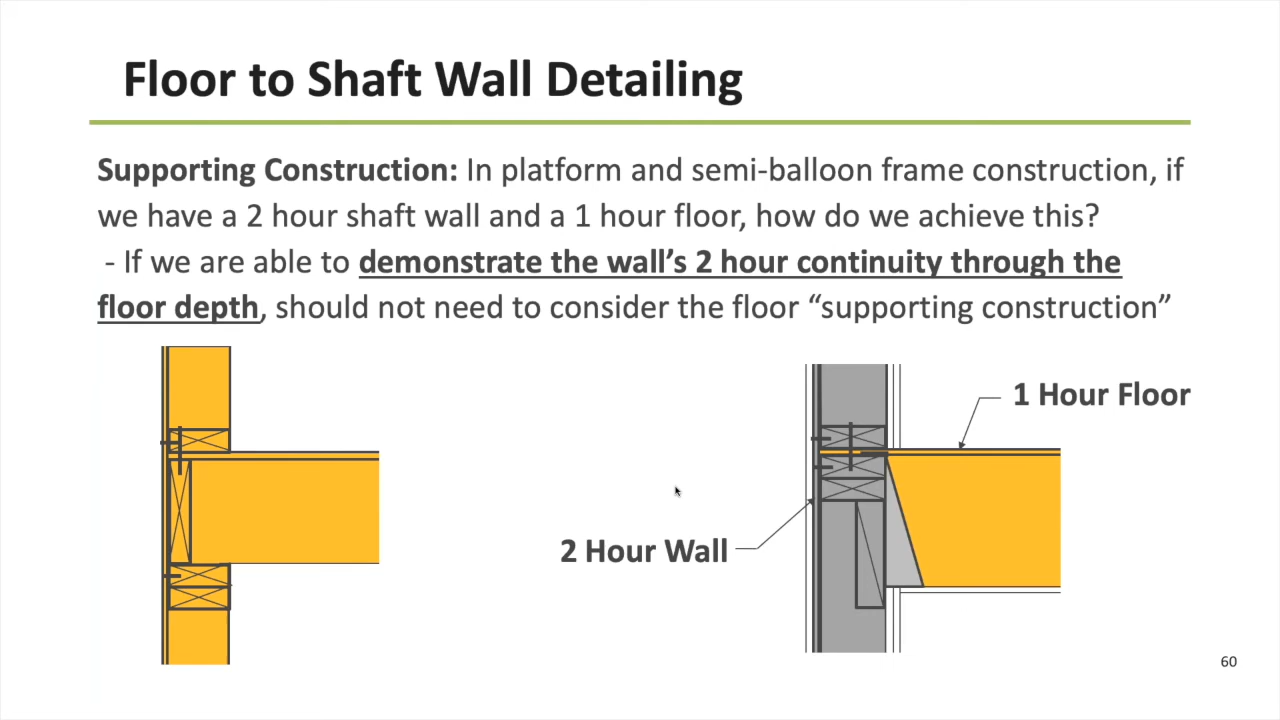 Floor to Shaft Wall Detailing
Supporting Construction: In platform and semi-balloon frame construction, if
we have a 2 hour shaft wall and a 1 hour floor, how do we achieve this?
- If we are able to demonstrate the wall’s 2 hour continuity through the
floor depth, should not need to consider the floor “supporting construction”
1 Hour Floor
2 Hour Wall
60